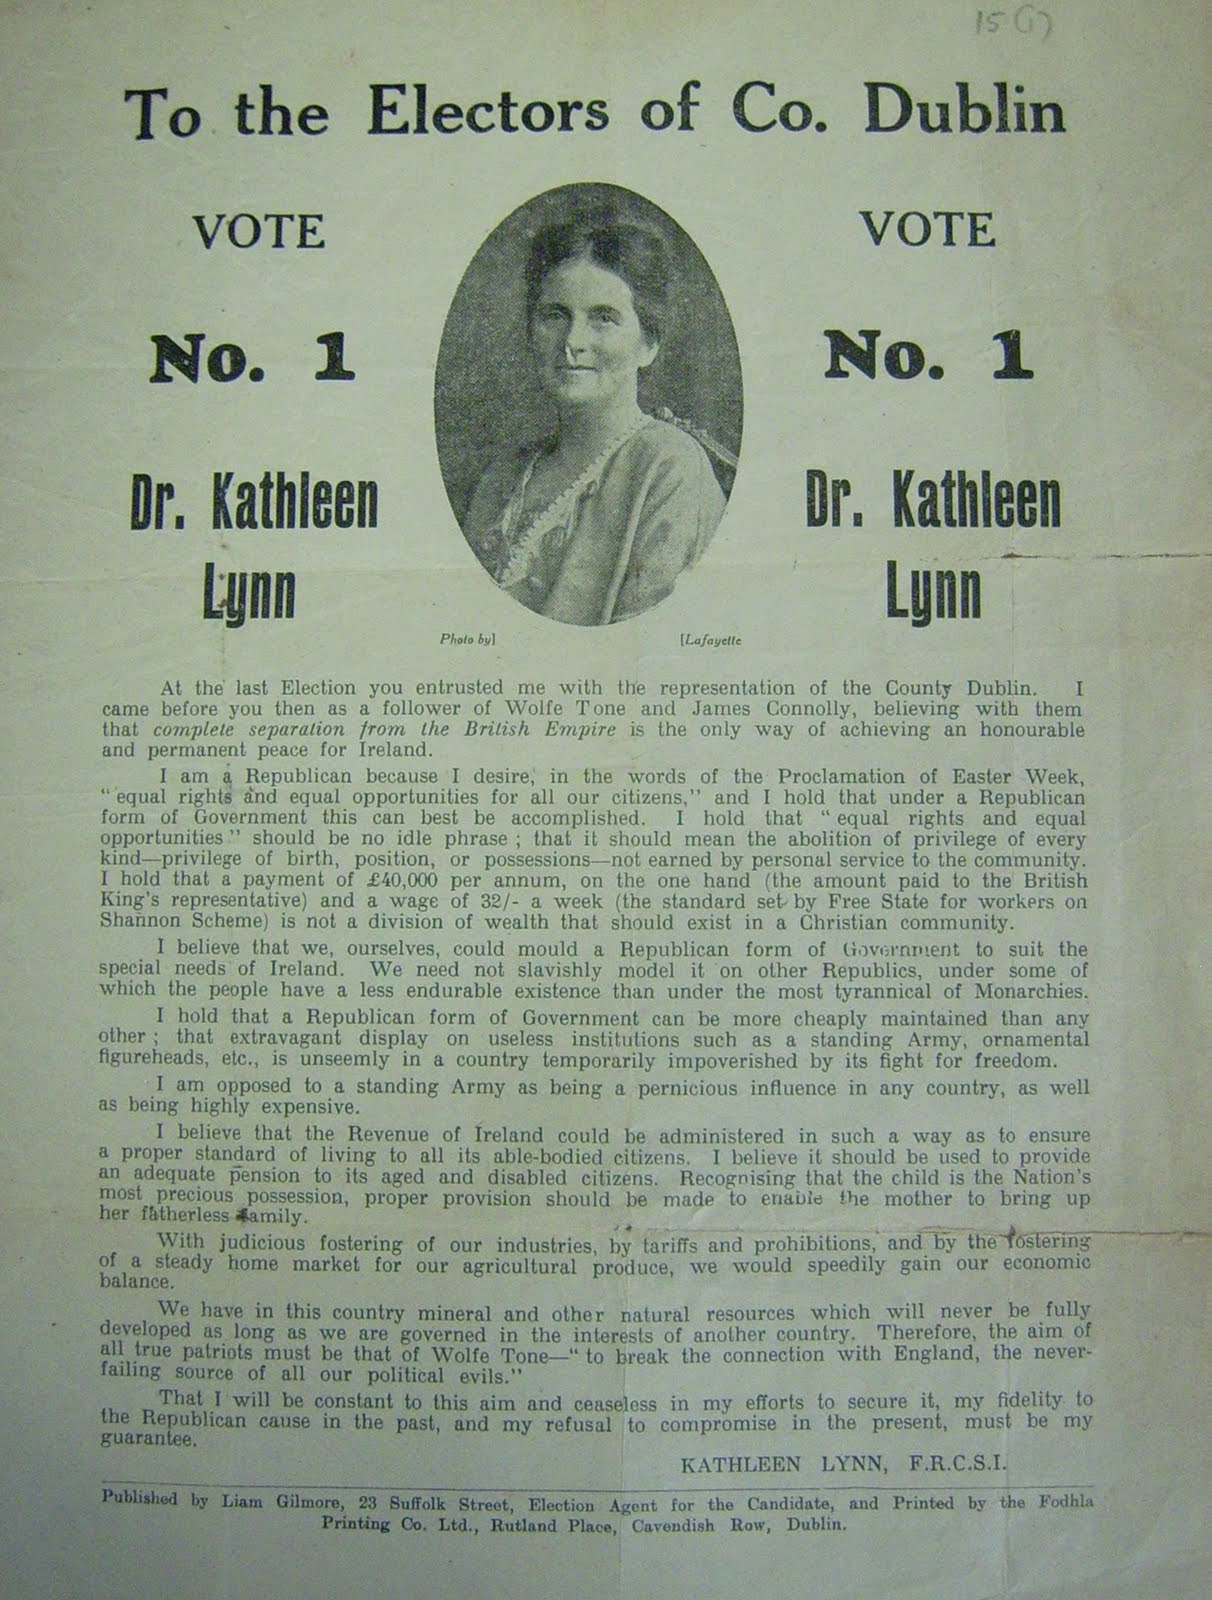 15 (1)
To the Electors of Co. Dublin
VOTE
No. 1
Dr. Kathleen
Lynn
VOTE
No. 1
Dr. Kathleen
Lynn
Photo by] [Lafayette
At the last Election you entrusted me with the representation of the County Dublin. I
came before you then as a follower of Wolfe Tone and James Connolly, believing with them
that complete separation from the British Empire is the only way of achieving an honourable
and permanent peace for Ireland.
I am a Republican because I desire, in the words of the Proclamation of Easter Week,
“equal rights and equal opportunities for all our citizens,” and I hold that under a Republican
form of Government this can best be accomplished. I hold that “equal rights and equal
opportunities” should be no idle phrase ; that it should mean the abolition of privilege of every
kind—privilege of birth, position, or possessions—not earned by personal service to the community.
I hold that a payment of £40,000 per annum, on the one hand (the amount paid to the British
King's representative) and a wage of 32/- a week (the standard set by Free State for workers on
Shannon Scheme) is not a division of wealth that should exist in a Christian community.
I believe that we, ourselves, could mould a Republican form of Government to suit the
special needs of Ireland. We need not slavishly model it on other Republics, under some of
which the people have a less endurable existence than under the most tyrannical of Monarchies.
I hold that a Republican form of Government can be more cheaply maintained than any
other ; that extravagant display on useless institutions such as a standing Army, ornamental
figureheads, etc., is unseemly in a country temporarily impoverished by its fight for freedom.
I am opposed to a standing Army as being a pernicious influence in any country, as well
as being highly expensive.
I believe that the Revenue of Ireland could be administered in such a way as to ensure
a proper standard of living to all its able-bodied citizens. I believe it should be used to provide
an adequate pension to its aged and disabled citizens. Recognising that the child is the Nation's
most precious possession, proper provision should be made to enable the mother to bring up
her fatherless family.
With judicious fostering of our industries, by tariffs and prohibitions, and by the fostering
of a steady home market for our agricultural produce, we would speedily gain our economic
balance.
We have in this country mineral and other natural resources which will never be fully
developed as long as we are governed in the interests of another country. Therefore, the aim of
all true patriots must be that of Wolfe Tone—“to break the connection with England, the never-
failing source of all our political evils.”
That I will be constant to this aim and ceaseless in my efforts to secure it, my fidelity to
the Republican cause in the past, and my refusal to compromise in the present, must be my
guarantee.
KATHLEEN LYNN, F.R.C.S.I.
Published by Liam Gilmore, 23 Suffolk Street, Election Agent for the Candidate, and Printed by the Fodhla
Printing Co. Ltd., Rutland Place, Cavendish Row, Dublin.